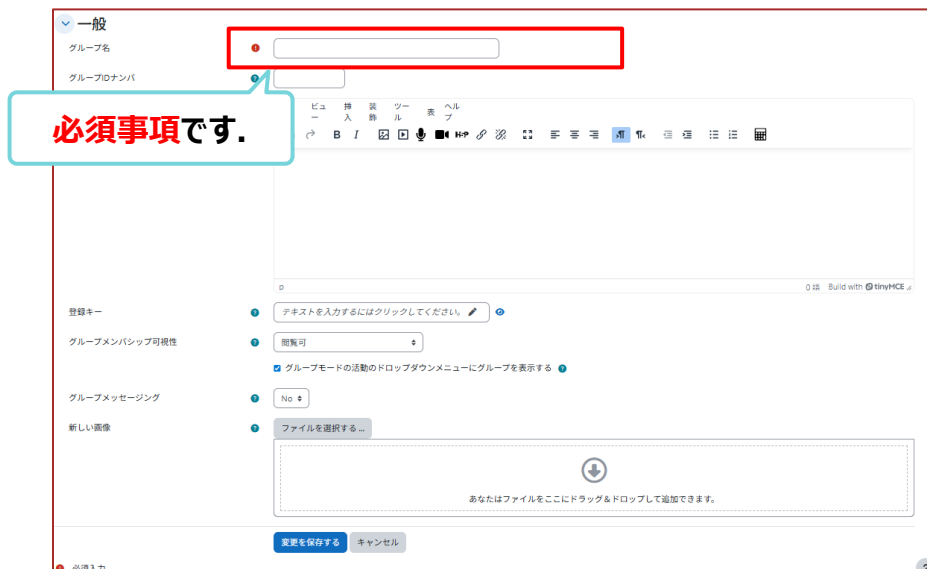 一般
グループ名
グループIDナンバ
ビュー 挿入 装飾 ツール 表 ヘルプ
必須事項です.
B I H-P
p 0 語 Build with tinyMCE
登録キー テキストを入力するにはクリックしてください。
グループメンバシップ可視性 閲覧可
グループモードの活動のドロップダウンメニューにグループを表示する
グループメッセージング No
新しい画像 ファイルを選択する ...
あなたはファイルをここにドラッグ&ドロップして追加できます。
変更を保存する キャンセル
必須入力